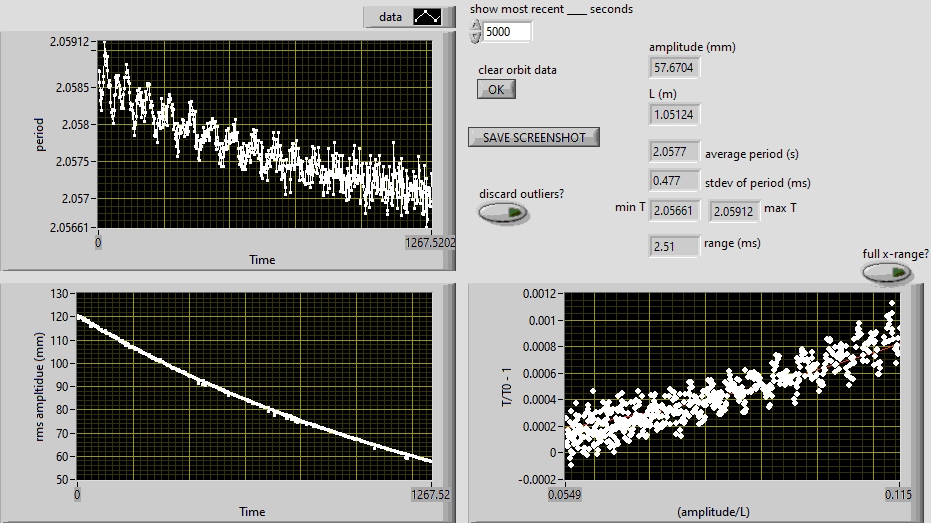 data
2.05912
2.0585
2.058
2.0575
2.057
2.05661
period
0
1267.5202
Time
show most recent ___ seconds
5000
clear orbit data
OK
SAVE SCREENSHOT
discard outliers?
amplitude (mm)
57.6704
L (m)
1.05124
2.0577 average period (s)
0.477 stdev of period (ms)
min T 2.05661 2.05912 max T
2.51 range (ms)
full x-range?
130
120
110
100
90
80
70
60
50
rms ampltidue (mm)
0
1267.52
Time
0.0012
0.001
0.0008
0.0006
0.0004
0.0002
0
-0.0002
T/T0 - 1
0.0549
0.115
(amplitude/L)